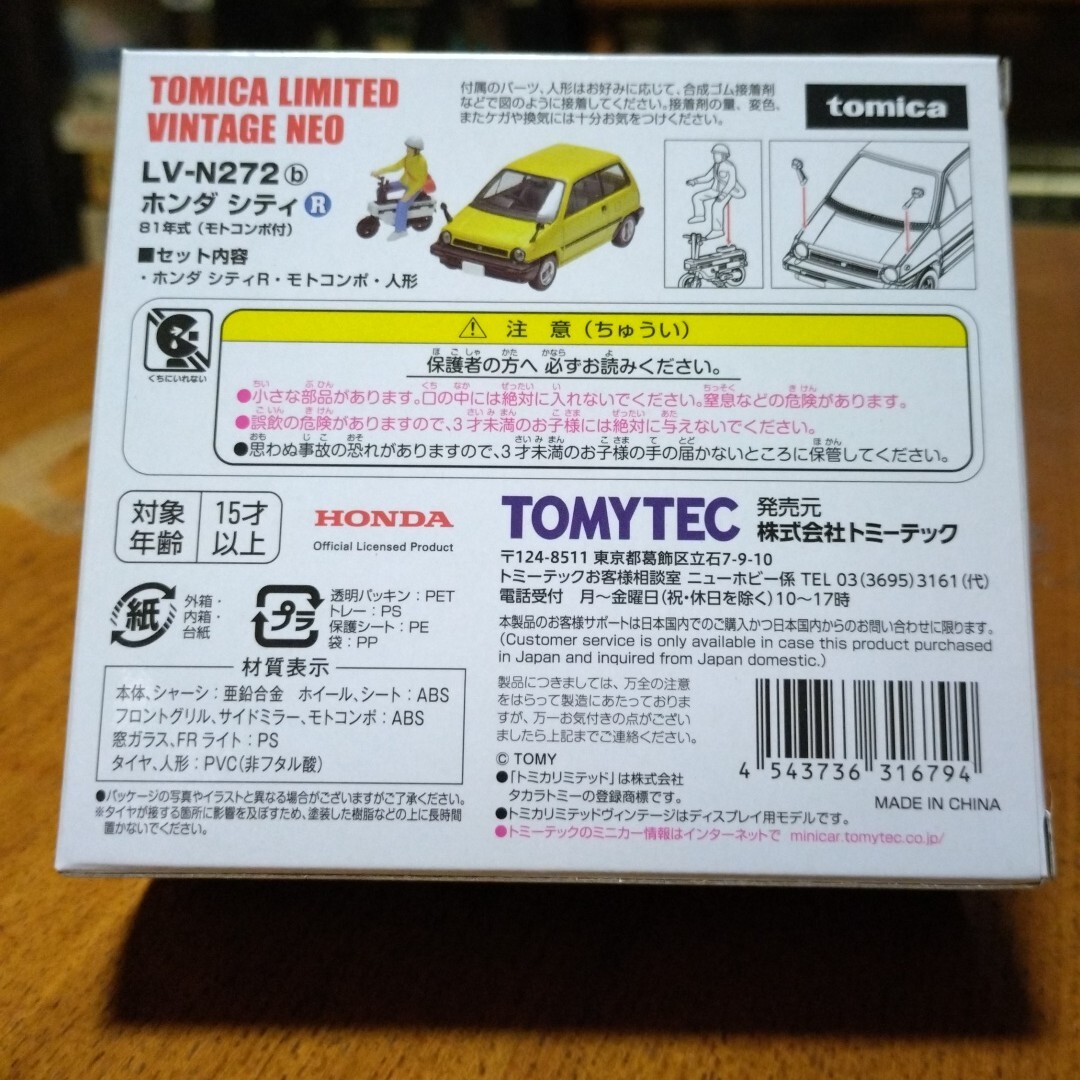 TOMICA LIMITED
VINTAGE NEO
LV-N272 ⓑ
ホンダ シティ R
81年式 (モトコンポ付)
■セット内容
・ホンダ シティR・モトコンポ・人形
付属のパーツ、人形はお好みに応じて、合成ゴム接着剤
などで図のように接着してください。接着剤の量、変色、
またケガや換気には十分お気をつけください。
tomica
くちにいれない
⚠ 注 意 (ちゅうい)
保護者の方へ 必ずお読みください。
●小さな部品があります。口の中には絶対に入れないでください。窒息などの危険があります。
●誤飲の危険がありますので、3才未満のお子様には絶対に与えないでください。
●思わぬ事故の恐れがありますので、3才未満のお子様の手の届かないところに保管してください。
対象
年齢
15才
以上
HONDA
Official Licensed Product
TOMYTEC
発売元
株式会社トミーテック
〒124-8511 東京都葛飾区立石7-9-10
トミーテックお客様相談室 ニューホビー係 TEL 03(3695)3161(代)
電話受付 月〜金曜日(祝・休日を除く)10〜17時
本製品のお客様サポートは日本国内でのご購入かつ日本国内からのお問い合わせに限ります。
(Customer service is only available in case this product purchased
in Japan and inquired from Japan domestic.)
紙
外箱・
内箱・
台紙
プラ
透明パッキン:PET
トレー:PS
保護シート:PE
袋:PP
材質表示
本体、シャーシ:亜鉛合金 ホイール、シート:ABS
フロントグリル、サイドミラー、モトコンポ:ABS
窓ガラス、FRライト:PS
タイヤ、人形:PVC(非フタル酸)
●パッケージの写真やイラストと異なる場合がございますがご了承ください。
※タイヤが接する箇所に影響を及ぼすため、塗装した樹脂などの上に長時間
置かないでください。
製品につきましては、万全の注意
をはらって製造にあたっておりま
すが、万一お気付きの点がござい
ましたら上記までご連絡ください。
© TOMY
●「トミカリミテッド」は株式会社
タカラトミーの登録商標です。
●トミカリミテッドヴィンテージはディスプレイ用モデルです。
●トミーテックのミニカー情報はインターネットで minicar.tomytec.co.jp/
4 543736 316794
MADE IN CHINA